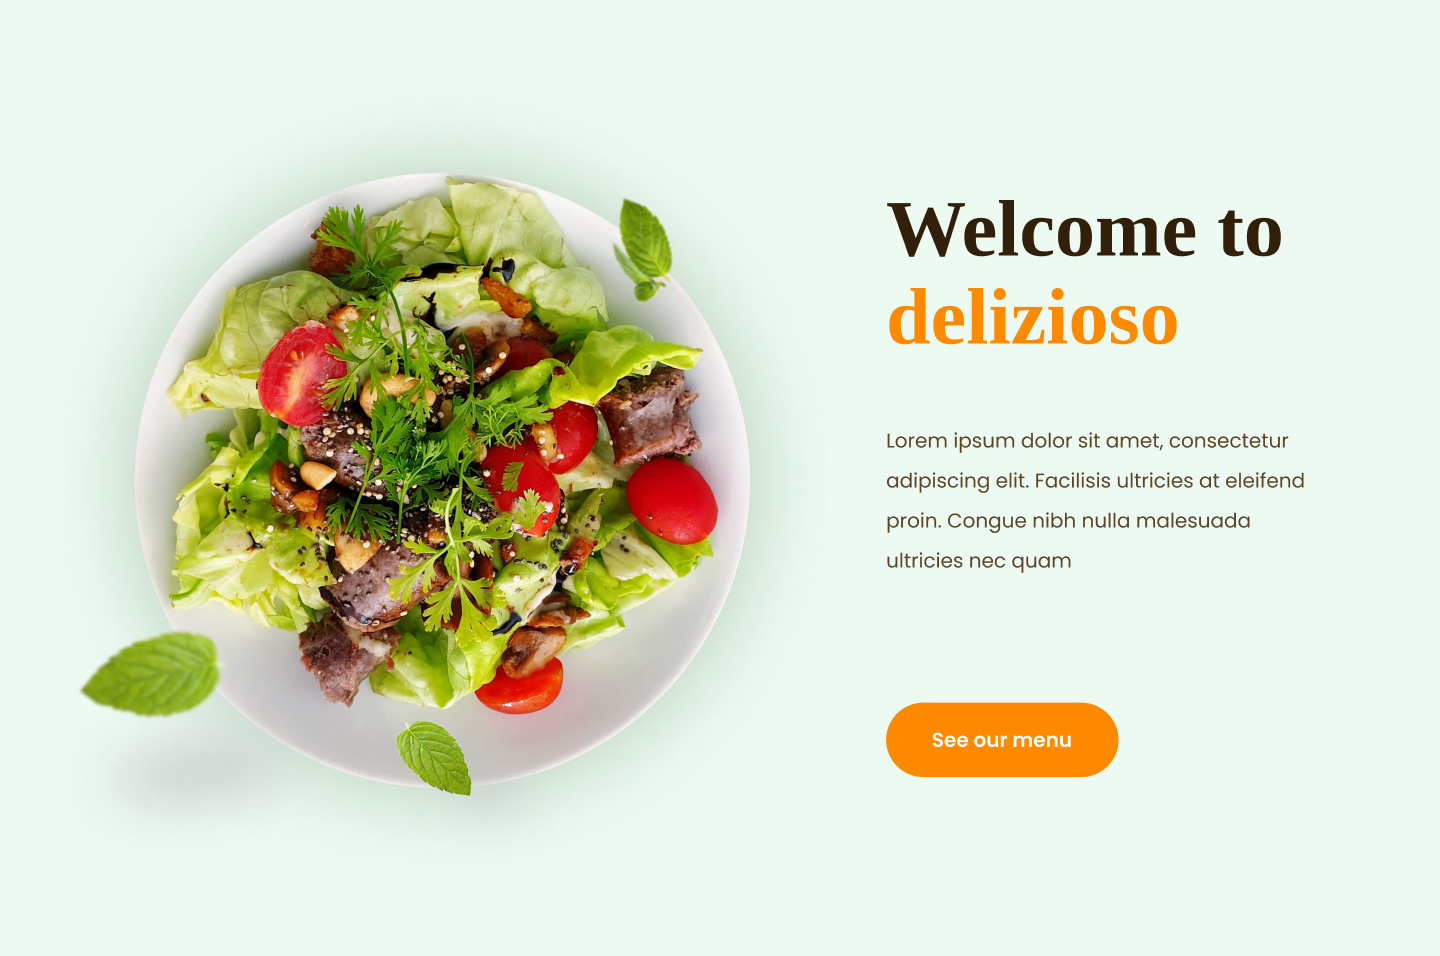 Welcome to
delizioso
Lorem ipsum dolor sit amet, consectetur
adipiscing elit. Facilisis ultricies at eleifend
proin. Congue nibh nulla malesuada
ultricies nec quam
See our menu